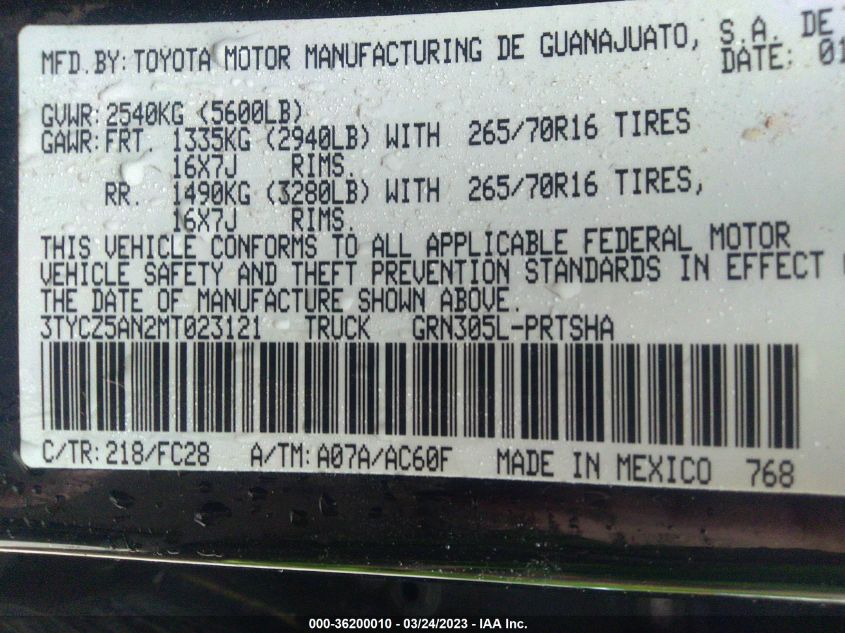 MFD.BY: TOYOTA MOTOR MANUFACTURING DE GUANAJUATO, S.A. DE
DATE: 01
GVWR: 2540KG (5600LB)
GAWR: FRT. 1335KG (2940LB) WITH 265/70R16 TIRES
16X7J RIMS.
RR. 1490KG (3280LB) WITH 265/70R16 TIRES,
16X7J RIMS.
THIS VEHICLE CONFORMS TO ALL APPLICABLE FEDERAL MOTOR
VEHICLE SAFETY AND THEFT PREVENTION STANDARDS IN EFFECT
THE DATE OF MANUFACTURE SHOWN ABOVE.
3TYCZ5AN2MT023121 TRUCK GRN305L-PRTSHA
C/TR: 218/FC28 A/TM: A07A/AC60F MADE IN MEXICO 768
000-36200010 - 03/24/2023 - IAA Inc.